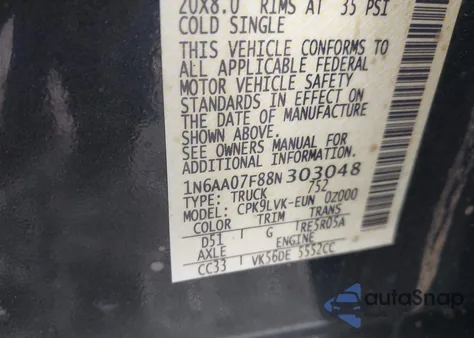 20X8.0 RIMS AT 35 PSI
COLD SINGLE
THIS VEHICLE CONFORMS TO
ALL APPLICABLE FEDERAL
MOTOR VEHICLE SAFETY
STANDARDS IN EFFECT ON
THE DATE OF MANUFACTURE
SHOWN ABOVE.
SEE OWNERS MANUAL FOR
ADDITIONAL INFORMATION.
1N6AA07F88N303048
TYPE: TRUCK 752
MODEL: CPK9LVK-EUN 0Z000
COLOR TRIM TRANS
D51 G TRE5R05A
AXLE ENGINE
CC33 VK56DE 5552CC
autoSnap